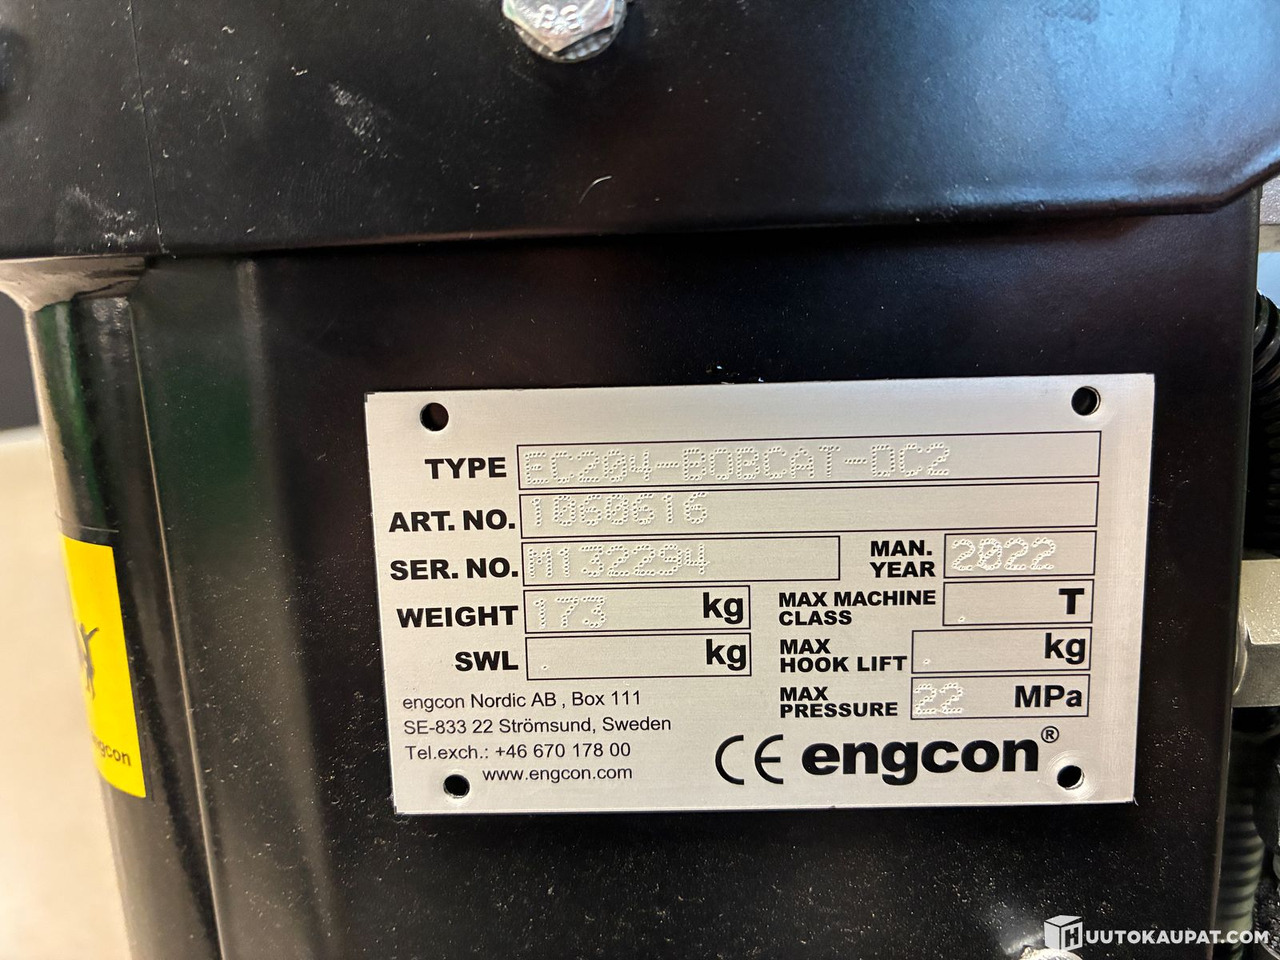 8.8
TYPE EC204-BOBCAT-DC2
ART. NO. 1060616
SER. NO. M132294 MAN. YEAR 2022
WEIGHT 173 kg MAX MACHINE CLASS . T
SWL . kg MAX HOOK LIFT . kg
MAX PRESSURE 22 MPa
engcon Nordic AB , Box 111
SE-833 22 Strömsund, Sweden
Tel.exch.: +46 670 178 00
www.engcon.com
CE engcon®
engcon
HUUTOKAUPAT.COM